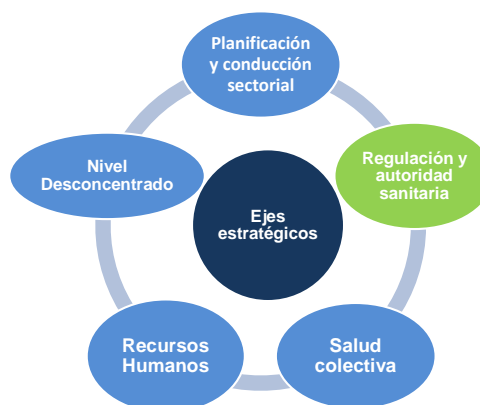 Planificación
y conducción
sectorial
Regulación y
autoridad
sanitaria
Nivel
Desconcentrado
Ejes
estratégicos
Recursos
Humanos
Salud
colectiva